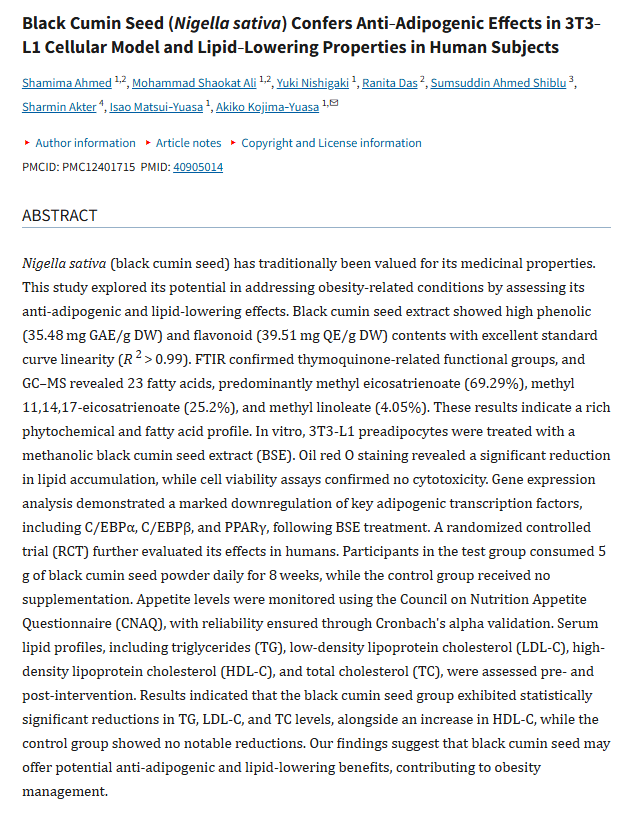 Black Cumin Seed (Nigella sativa) Confers Anti-Adipogenic Effects in 3T3-
L1 Cellular Model and Lipid-Lowering Properties in Human Subjects
Shamima Ahmed 1,2, Mohammad Shaokat Ali 1,2, Yuki Nishigaki 1, Ranita Das 2, Sumsuddin Ahmed Shiblu 3,
Sharmin Akter 4, Isao Matsui-Yuasa 1, Akiko Kojima-Yuasa 1,✉
▸ Author information ▸ Article notes ▸ Copyright and License information
PMCID: PMC12401715 PMID: 40905014
ABSTRACT
Nigella sativa (black cumin seed) has traditionally been valued for its medicinal properties.
This study explored its potential in addressing obesity-related conditions by assessing its
anti-adipogenic and lipid-lowering effects. Black cumin seed extract showed high phenolic
(35.48 mg GAE/g DW) and flavonoid (39.51 mg QE/g DW) contents with excellent standard
curve linearity (R 2 > 0.99). FTIR confirmed thymoquinone-related functional groups, and
GC–MS revealed 23 fatty acids, predominantly methyl eicosatrienoate (69.29%), methyl
11,14,17-eicosatrienoate (25.2%), and methyl linoleate (4.05%). These results indicate a rich
phytochemical and fatty acid profile. In vitro, 3T3-L1 preadipocytes were treated with a
methanolic black cumin seed extract (BSE). Oil red O staining revealed a significant reduction
in lipid accumulation, while cell viability assays confirmed no cytotoxicity. Gene expression
analysis demonstrated a marked downregulation of key adipogenic transcription factors,
including C/EBPα, C/EBPβ, and PPARγ, following BSE treatment. A randomized controlled
trial (RCT) further evaluated its effects in humans. Participants in the test group consumed 5
g of black cumin seed powder daily for 8 weeks, while the control group received no
supplementation. Appetite levels were monitored using the Council on Nutrition Appetite
Questionnaire (CNAQ), with reliability ensured through Cronbach's alpha validation. Serum
lipid profiles, including triglycerides (TG), low-density lipoprotein cholesterol (LDL-C), high-
density lipoprotein cholesterol (HDL-C), and total cholesterol (TC), were assessed pre- and
post-intervention. Results indicated that the black cumin seed group exhibited statistically
significant reductions in TG, LDL-C, and TC levels, alongside an increase in HDL-C, while the
control group showed no notable reductions. Our findings suggest that black cumin seed may
offer potential anti-adipogenic and lipid-lowering benefits, contributing to obesity
management.